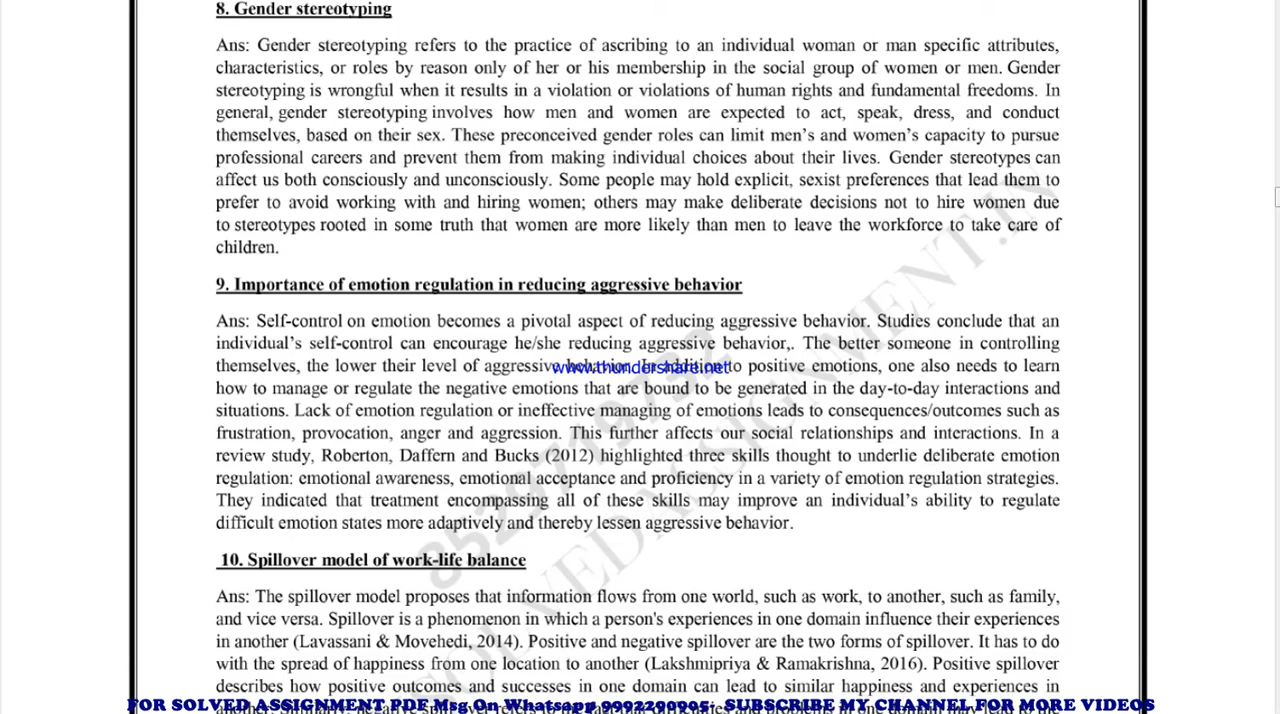 8. Gender stereotyping
Ans: Gender stereotyping refers to the practice of ascribing to an individual woman or man specific attributes,
characteristics, or roles by reason only of her or his membership in the social group of women or men. Gender
stereotyping is wrongful when it results in a violation or violations of human rights and fundamental freedoms. In
general, gender stereotyping involves how men and women are expected to act, speak, dress, and conduct
themselves, based on their sex. These preconceived gender roles can limit men's and women's capacity to pursue
professional careers and prevent them from making individual choices about their lives. Gender stereotypes can
affect us both consciously and unconsciously. Some people may hold explicit, sexist preferences that lead them to
prefer to avoid working with and hiring women; others may make deliberate decisions not to hire women due
to stereotypes rooted in some truth that women are more likely than men to leave the workforce to take care of
children.
9. Importance of emotion regulation in reducing aggressive behavior
Ans: Self-control on emotion becomes a pivotal aspect of reducing aggressive behavior. Studies conclude that an
individual's self-control can encourage he/she reducing aggressive behavior,. The better someone in controlling
themselves, the lower their level of aggressive behavior. In addition to positive emotions, one also needs to learn
www.thundershare.net
how to manage or regulate the negative emotions that are bound to be generated in the day-to-day interactions and
situations. Lack of emotion regulation or ineffective managing of emotions leads to consequences/outcomes such as
frustration, provocation, anger and aggression. This further affects our social relationships and interactions. In a
review study, Roberton, Daffern and Bucks (2012) highlighted three skills thought to underlie deliberate emotion
regulation: emotional awareness, emotional acceptance and proficiency in a variety of emotion regulation strategies.
They indicated that treatment encompassing all of these skills may improve an individual's ability to regulate
difficult emotion states more adaptively and thereby lessen aggressive behavior.
8529719732
SOLVEDASSIGNMENT.IN
10. Spillover model of work-life balance
Ans: The spillover model proposes that information flows from one world, such as work, to another, such as family,
and vice versa. Spillover is a phenomenon in which a person's experiences in one domain influence their experiences
in another (Lavassani & Movehedi, 2014). Positive and negative spillover are the two forms of spillover. It has to do
with the spread of happiness from one location to another (Lakshmipriya & Ramakrishna, 2016). Positive spillover
describes how positive outcomes and successes in one domain can lead to similar happiness and experiences in
FOR SOLVED ASSIGNMENT PDF Msg On Whatsapp 9992290905- SUBSCRIBE MY CHANNEL FOR MORE VIDEOS